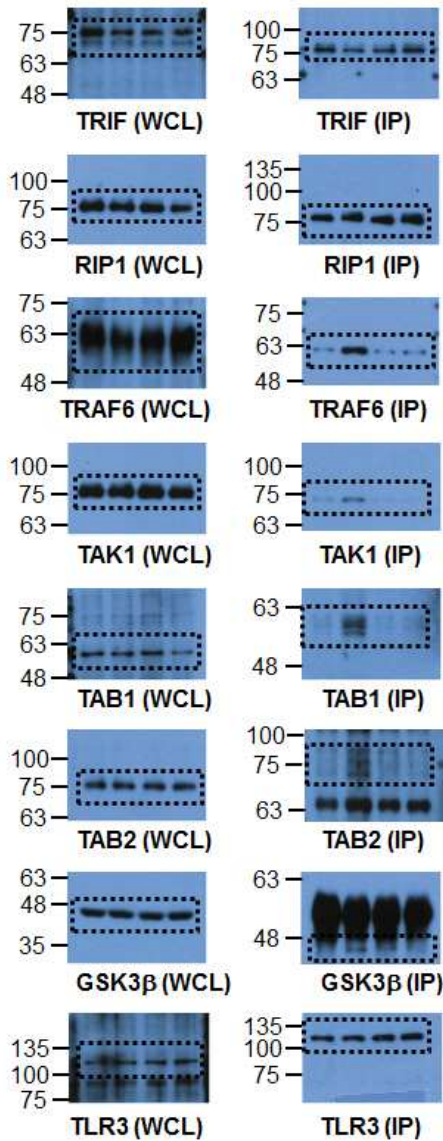 75
63
48
TRIF (WCL)
100
75
63
TRIF (IP)
100
75
63
RIP1 (WCL)
135
100
75
RIP1 (IP)
75
63
48
TRAF6 (WCL)
75
63
48
TRAF6 (IP)
100
75
63
TAK1 (WCL)
100
75
63
TAK1 (IP)
75
63
48
TAB1 (WCL)
63
48
TAB1 (IP)
100
75
63
TAB2 (WCL)
100
75
63
TAB2 (IP)
63
48
35
GSK3β (WCL)
63
48
GSK3β (IP)
135
100
75
TLR3 (WCL)
135
100
75
TLR3 (IP)